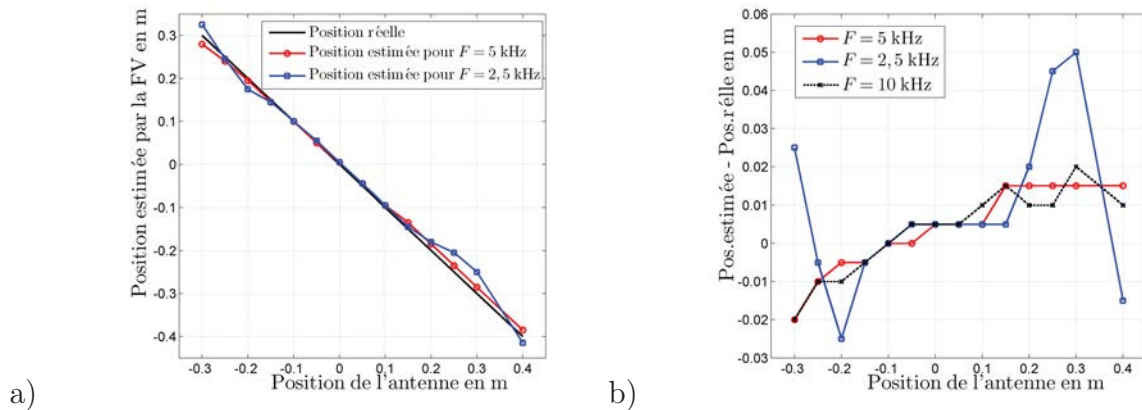 Position estimée par la FV en m
0.3
0.2
0.1
0
-0.1
-0.2
-0.3
-0.4
Position réelle
Position estimée pour F = 5 kHz
Position estimée pour F = 2,5 kHz
-0.3 -0.2 -0.1 0 0.1 0.2 0.3 0.4
Position de l'antenne en m
a)
Pos.estimée - Pos.rélle en m
0.06
0.05
0.04
0.03
0.02
0.01
0
-0.01
-0.02
-0.03
F = 5 kHz
F = 2,5 kHz
F = 10 kHz
-0.3 -0.2 -0.1 0 0.1 0.2 0.3 0.4
Position de l'antenne en m
b)